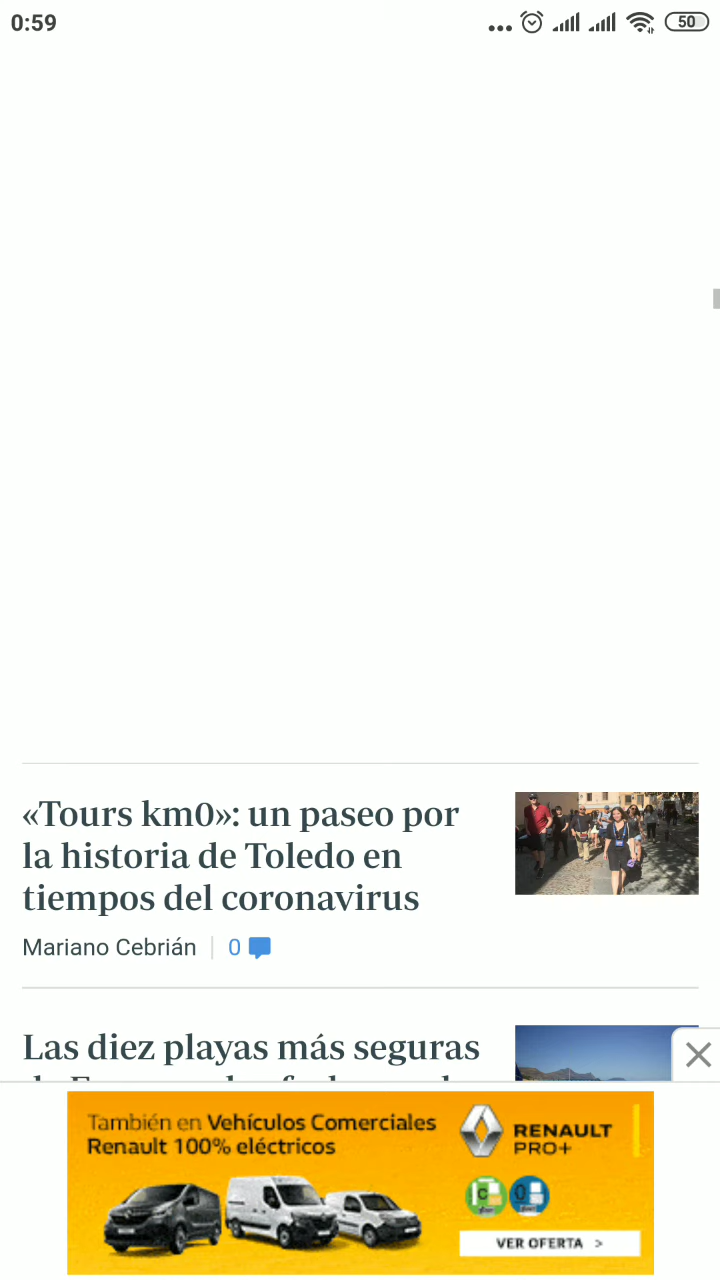 0:59
50
«Tours km0»: un paseo por
la historia de Toledo en
tiempos del coronavirus
Mariano Cebrián
0
Las diez playas más seguras
También en Vehículos Comerciales
Renault 100% eléctricos
RENAULT
PRO+
C
0
VER OFERTA >